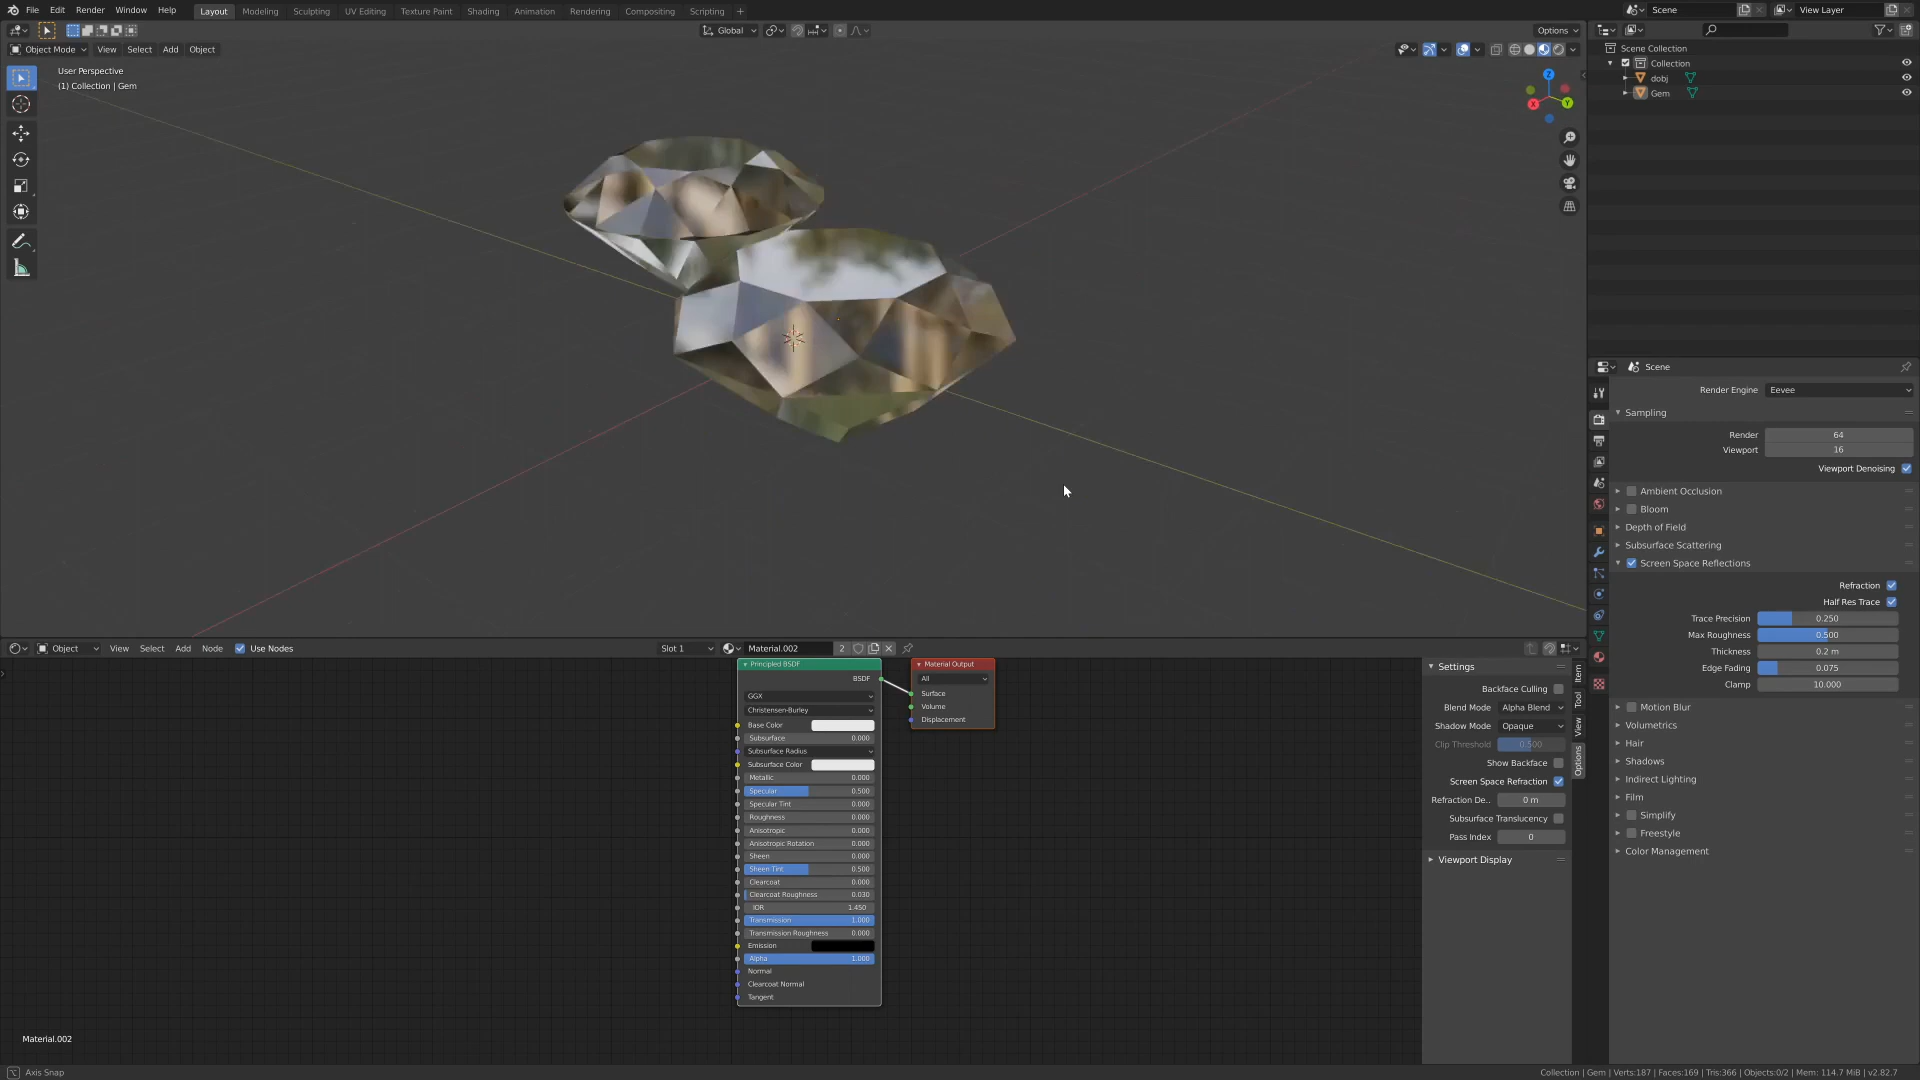 File Edit Render Window Help Layout Modeling Sculpting UV Editing Texture Paint Shading Animation Rendering Compositing Scripting + Scene View Layer
Global Options
Object Mode View Select Add Object
User Perspective
(1) Collection | Gem
Z
X
Y
Scene Collection
Collection
dobj
Gem
Scene
Render Engine Eevee
Sampling
Render 64
Viewport 16
Viewport Denoising
Ambient Occlusion
Bloom
Depth of Field
Subsurface Scattering
Screen Space Reflections
Refraction
Half Res Trace
Trace Precision 0.250
Max Roughness 0.500
Thickness 0.2 m
Edge Fading 0.075
Clamp 10.000
Motion Blur
Volumetrics
Hair
Shadows
Indirect Lighting
Film
Simplify
Freestyle
Color Management
Object View Select Add Node Use Nodes Slot 1 Material.002 2
Principled BSDF
BSDF
GGX
Christensen-Burley
Base Color
Subsurface 0.000
Subsurface Radius
Subsurface Color
Metallic 0.000
Specular 0.500
Specular Tint 0.000
Roughness 0.000
Anisotropic 0.000
Anisotropic Rotation 0.000
Sheen 0.000
Sheen Tint 0.500
Clearcoat 0.000
Clearcoat Roughness 0.030
IOR 1.450
Transmission 1.000
Transmission Roughness 0.000
Emission
Alpha 1.000
Normal
Clearcoat Normal
Tangent
Material Output
All
Surface
Volume
Displacement
Settings
Backface Culling
Blend Mode Alpha Blend
Shadow Mode Opaque
Clip Threshold 0.500
Show Backface
Screen Space Refraction
Refraction De.. 0 m
Subsurface Translucency
Pass Index 0
Viewport Display
Item
Tool
View
Options
Material.002
Axis Snap
Collection | Gem | Verts:187 | Faces:169 | Tris:366 | Objects:0/2 | Mem: 114.7 MiB | v2.82.7